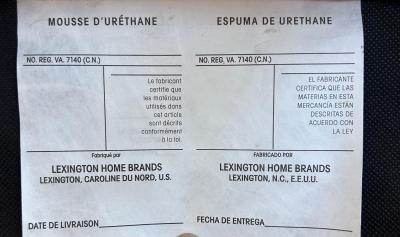 MOUSSE D'URÉTHANE
NO. REG. VA. 7140 (C.N.)
Le fabricant
certifie que
les matériaux
utilisés dans
cet article
sont décrits
conformément
à la loi.
Fabriqué par
LEXINGTON HOME BRANDS
LEXINGTON, CAROLINE DU NORD, U.S.
DATE DE LIVRAISON
ESPUMA DE URETHANE
NO. REG. VA. 7140 (C.N.)
EL FABRICANTE
CERTIFICA QUE LAS
MATERIAS EN ESTA
MERCANCÍA ESTÁN
DESCRITAS DE
ACUERDO CON
LA LEY
FABRICADO POR
LEXINGTON HOME BRANDS
LEXINGTON, N.C., E.E.U.U.
FECHA DE ENTREGA